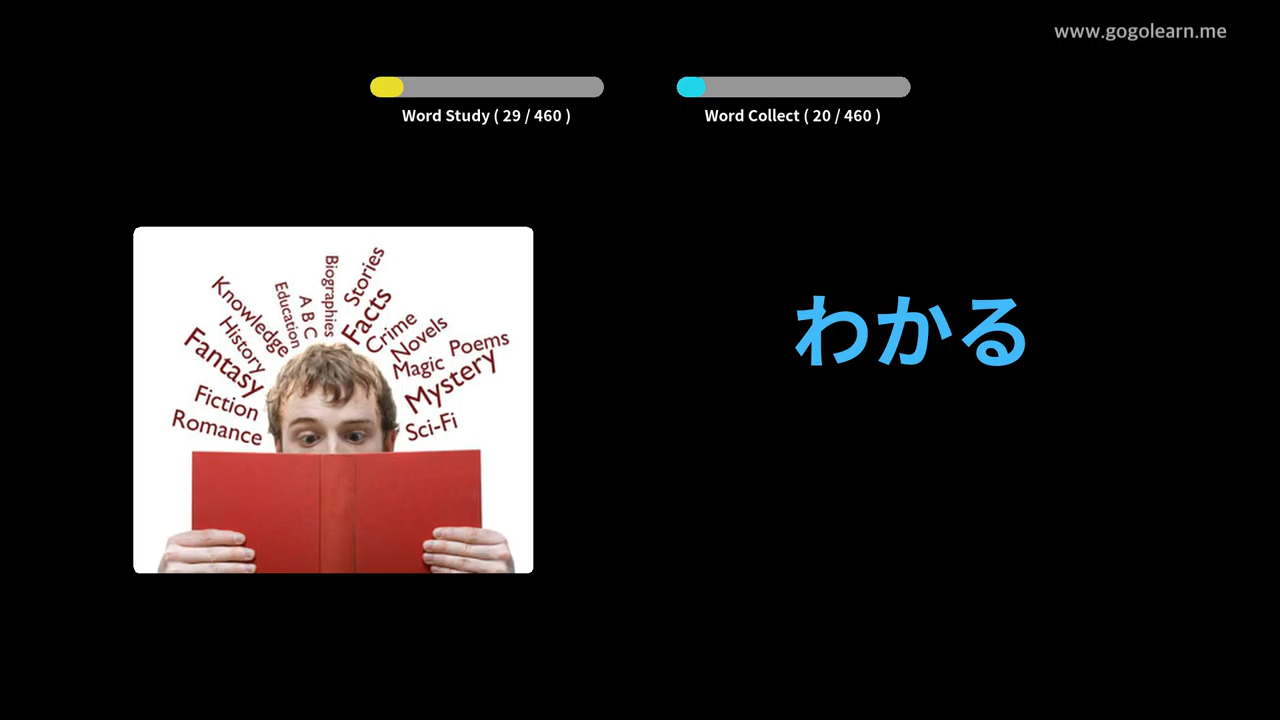 www.gogolearn.me
Word Study ( 29 / 460 )
Word Collect ( 20 / 460 )
Stories
Biographies
Facts
A B C
Education
Knowledge
Crime
Novels
History
Poems
Magic
Fantasy
Mystery
Fiction
Sci-Fi
Romance
わかる